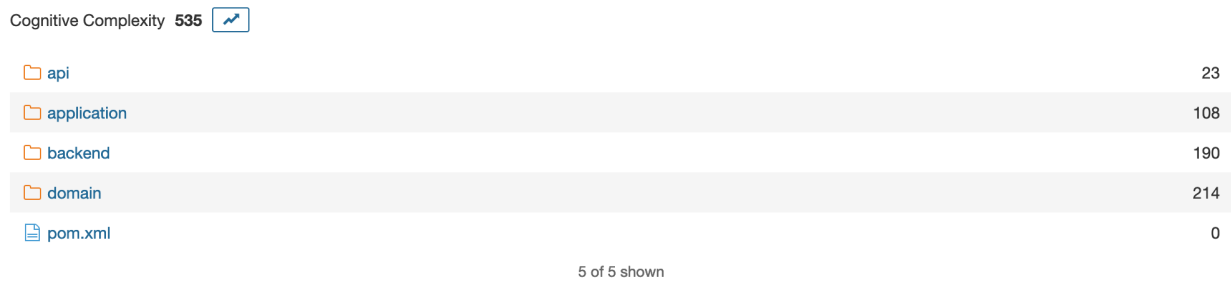 Cognitive Complexity 535
api 23
application 108
backend 190
domain 214
pom.xml 0
5 of 5 shown